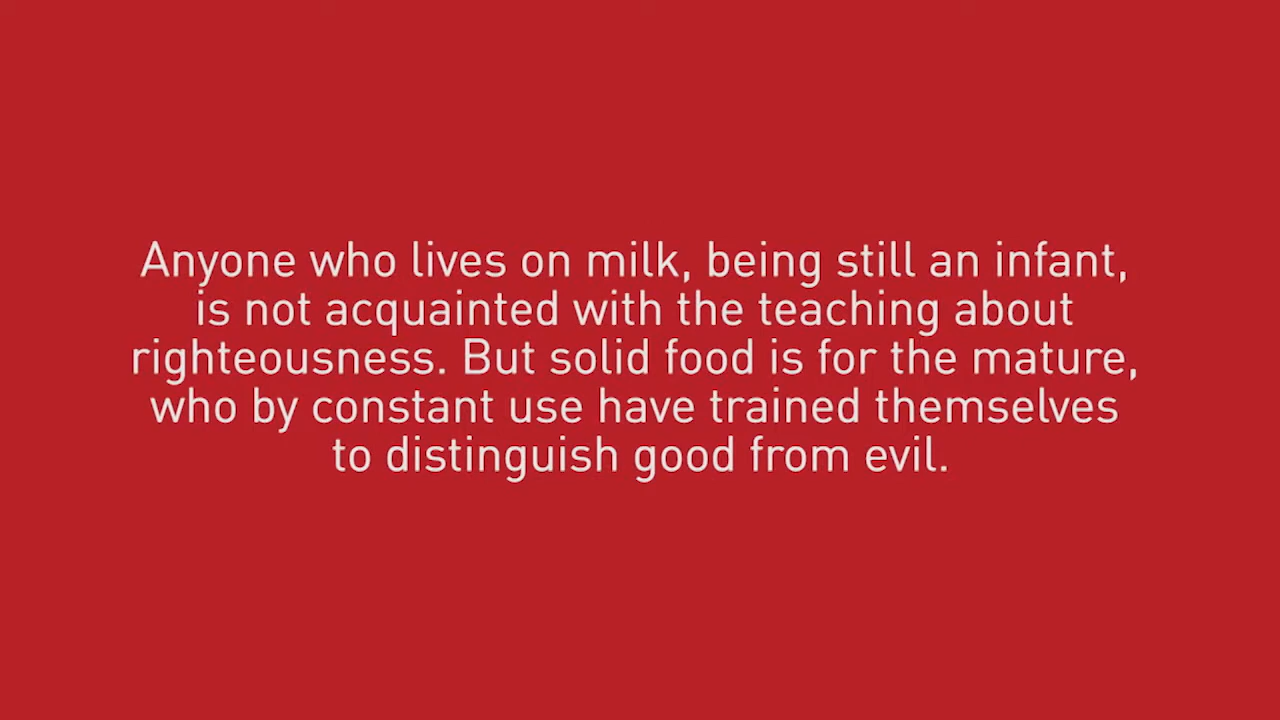 Anyone who lives on milk, being still an infant,
is not acquainted with the teaching about
righteousness. But solid food is for the mature,
who by constant use have trained themselves
to distinguish good from evil.